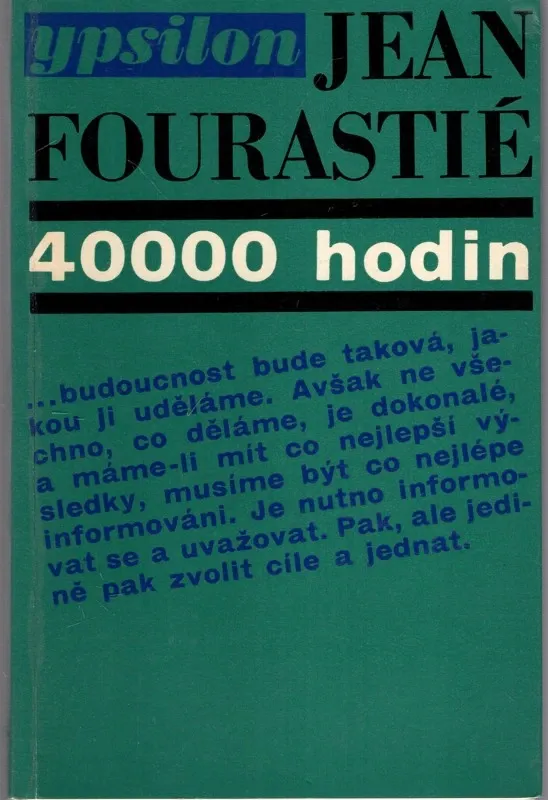 ypsilon JEAN
FOURASTIÉ
40000 hodin
...budoucnost bude taková, ja-
kou ji uděláme. Avšak ne vše-
chno, co děláme, je dokonalé,
a máme-li mít co nejlepší vý-
sledky, musíme být co nejlépe
informováni. Je nutno informo-
vat se a uvažovat. Pak, ale jedi-
ně pak zvolit cíle a jednat.